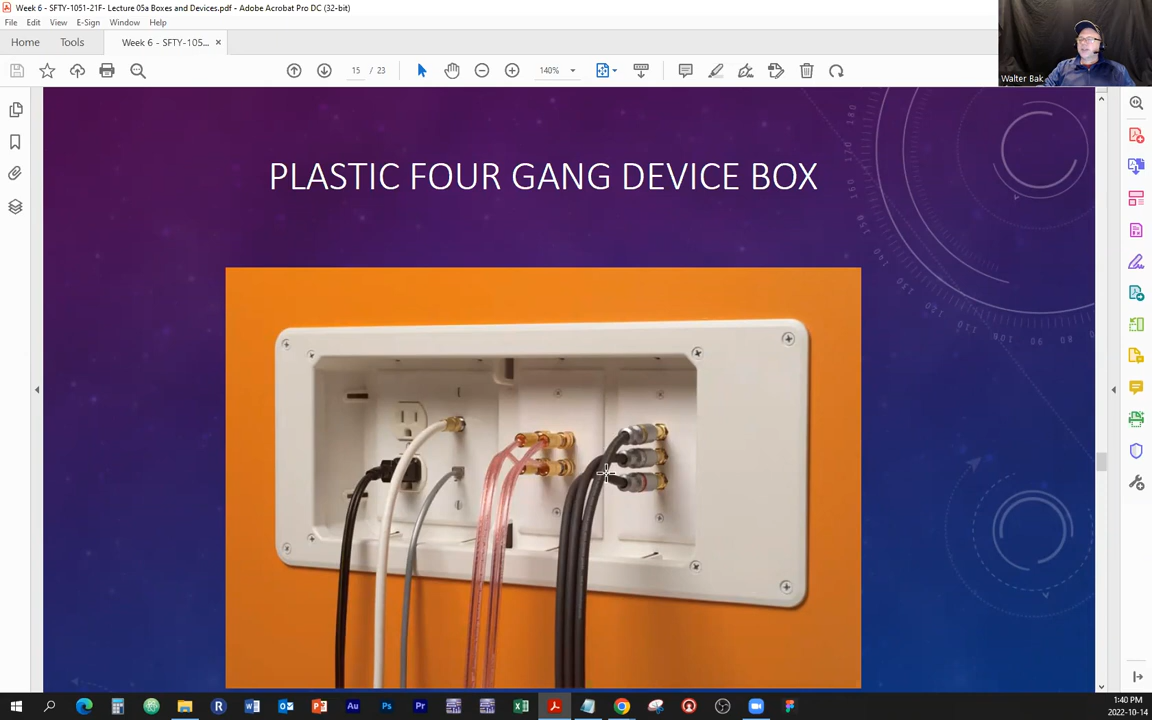 Week 6 - SFTY-1051-21F- Lecture 05a Boxes and Devices.pdf - Adobe Acrobat Pro DC (32-bit)
File Edit View E-Sign Window Help
Home Tools Week 6 - SFTY-105... ×
15 / 23 140%
Walter Bak
PLASTIC FOUR GANG DEVICE BOX
1:40 PM
2022-10-14